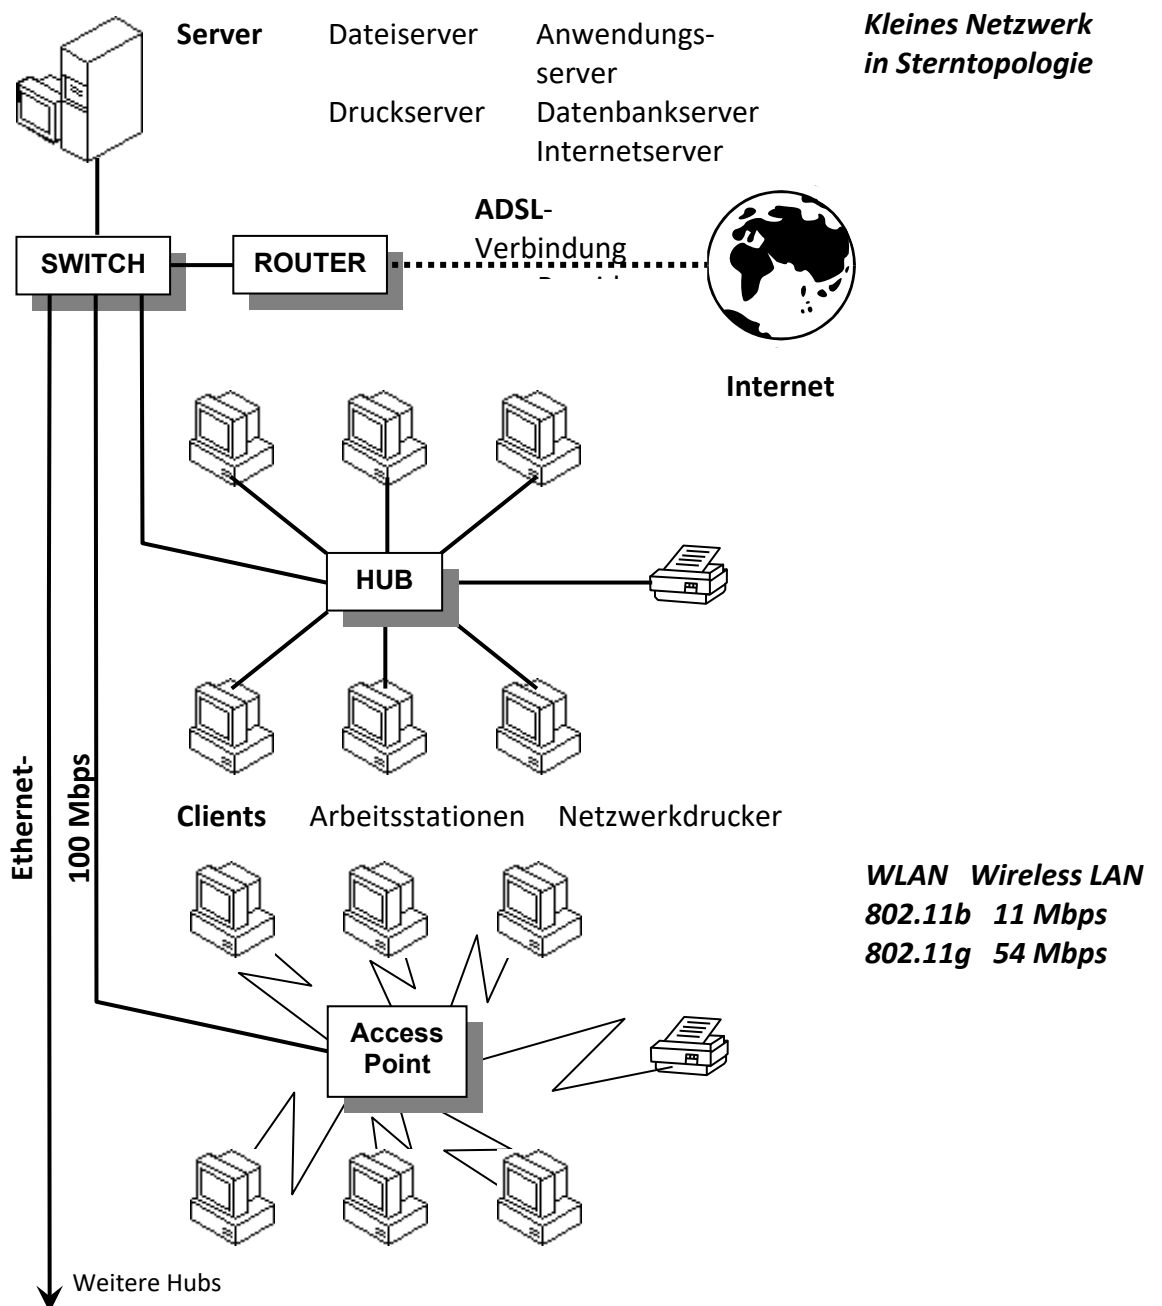 Server Dateiserver Anwendungs-
server
Druckserver Datenbankserver
Internetserver
Kleines Netzwerk
in Sterntopologie
ADSL-
Verbindung
SWITCH
ROUTER
Internet
HUB
Ethernet-
100 Mbps
Clients Arbeitsstationen Netzwerkdrucker
WLAN Wireless LAN
802.11b 11 Mbps
802.11g 54 Mbps
Access
Point
Weitere Hubs